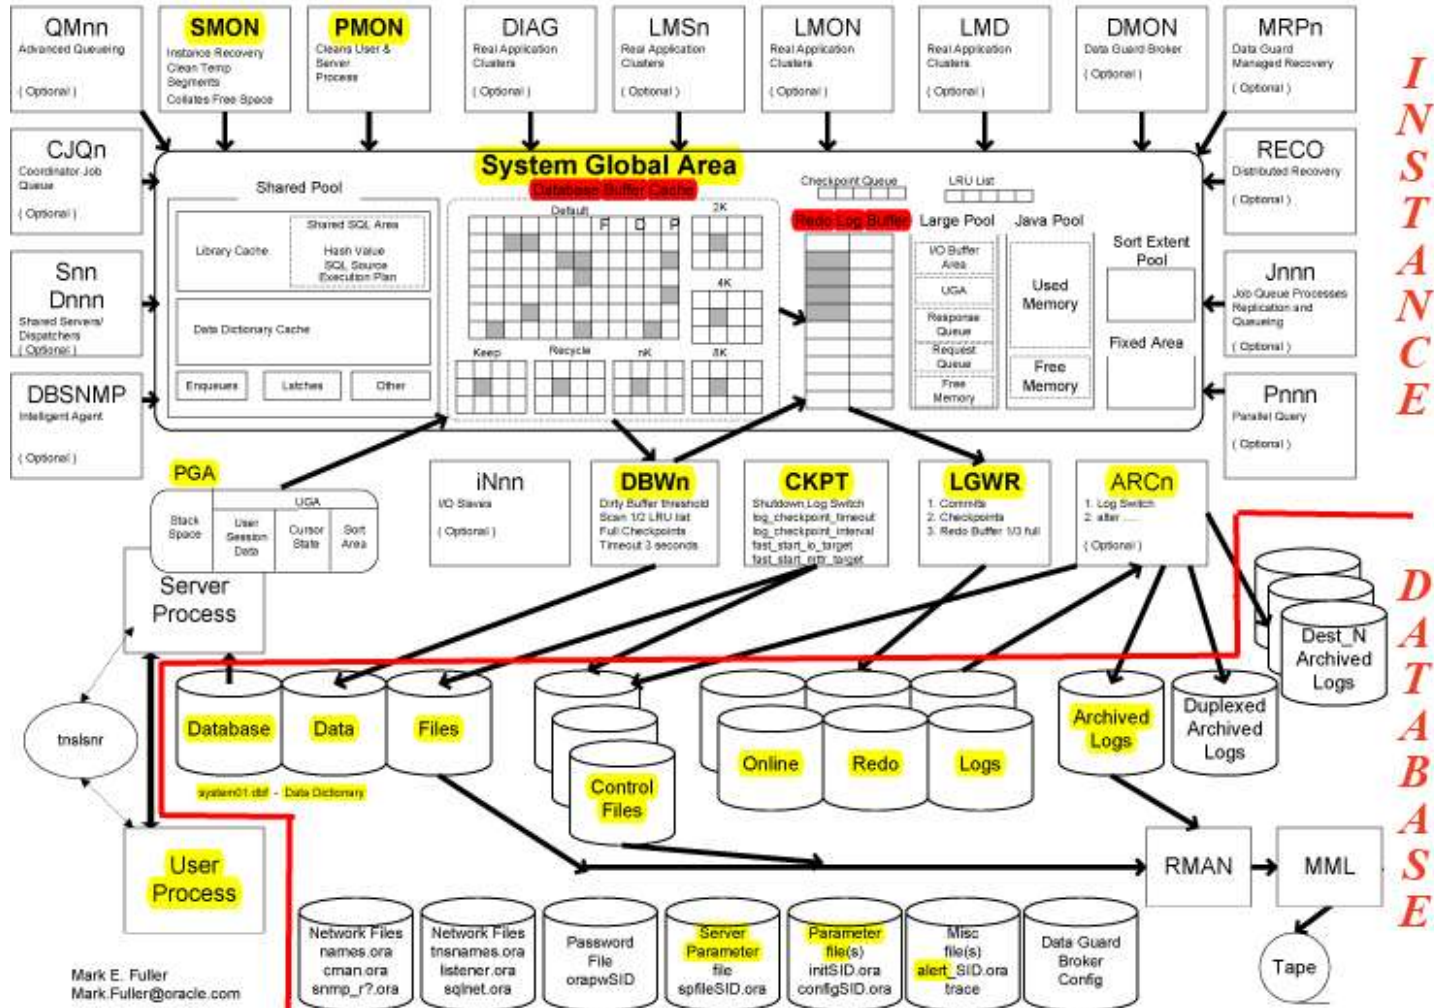 QMnn
Advanced Queueing
( Optional )
SMON
Instance Recovery
Clean Temp
Segments
Collates Free Space
PMON
Cleans User &
Server
Process
DIAG
Real Application
Clusters
( Optional )
LMSn
Real Application
Clusters
( Optional )
LMON
Real Application
Clusters
( Optional )
LMD
Real Application
Clusters
( Optional )
DMON
Data Guard Broker
( Optional )
MRPn
Data Guard
Managed Recovery
( Optional )
INSTANCE
CJQn
Coordinator Job
Queue
( Optional )
Snn
Dnnn
Shared Servers/
Dispatchers
( Optional )
DBSNMP
Intelligent Agent
( Optional )
System Global Area
Shared Pool
Library Cache
Shared SQL Area
Hash Value
SQL Source
Execution Plan
Data Dictionary Cache
Enqueues
Latches
Other
Database Buffer Cache
Default
F D P
2K
4K
8K
Keep
Recycle
nK
Checkpoint Queue
LRU List
Redo Log Buffer
Large Pool
I/O Buffer
Area
UGA
Response
Queue
Request
Queue
Free
Memory
Java Pool
Used
Memory
Free
Memory
Sort Extent
Pool
Fixed Area
RECO
Distributed Recovery
( Optional )
Jnnn
Job Queue Processes
Replication and
Queueing
( Optional )
Pnnn
Parallel Query
( Optional )
PGA
Stack
Space
UGA
User
Session
Data
Cursor
State
Sort
Area
Server
Process
iNnn
I/O Slaves
( Optional )
DBWn
Dirty Buffer threshold
Scan 1/2 LRU list
Full Checkpoints
Timeout 3 seconds
CKPT
Shutdown,Log Switch
log_checkpoint_timeout
log_checkpoint_interval
fast_start_io_target
fast_start_mttr_target
LGWR
1. Commits
2. Checkpoints
3. Redo Buffer 1/3 full
ARCn
1. Log Switch
2. alter .....
( Optional )
DATABASE
tnslsnr
User
Process
Database
Data
Files
system01.dbf - Data Dictionary
Control
Files
Online
Redo
Logs
Archived
Logs
Duplexed
Archived
Logs
Dest_N
Archived
Logs
RMAN
MML
Tape
Network Files
names.ora
cman.ora
snmp_r?.ora
Network Files
tnsnames.ora
listener.ora
sqlnet.ora
Password
File
orapwSID
Server
Parameter
file
spfileSID.ora
Parameter
file(s)
initSID.ora
configSID.ora
Misc
file(s)
alert_SID.ora
trace
Data Guard
Broker
Config
Mark E. Fuller
Mark.Fuller@oracle.com